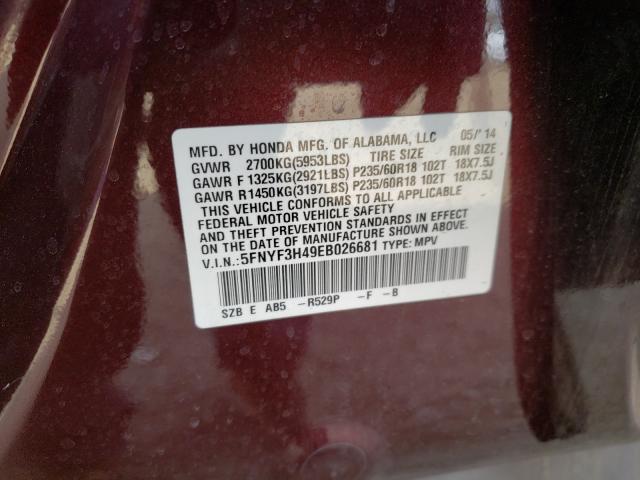 MFD. BY HONDA MFG. OF ALABAMA, LLC 05/'14
GVWR 2700KG(5953LBS) TIRE SIZE RIM SIZE
GAWR F 1325KG(2921LBS) P235/60R18 102T 18X7.5J
GAWR R1450KG(3197LBS) P235/60R18 102T 18X7.5J
THIS VEHICLE CONFORMS TO ALL APPLICABLE
FEDERAL MOTOR VEHICLE SAFETY
AND THEFT PREVENTION STANDARDS IN EFFECT
ON THE DATE OF MANUFACTURE SHOWN ABOVE.
V.I.N.:5FNYF3H49EB026681 TYPE: MPV
SZB E AB5 -R529P -F -B